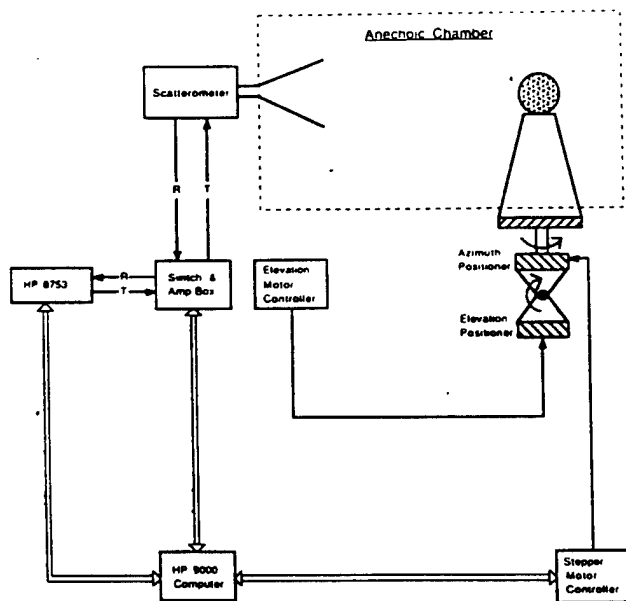 Anechoic Chamber
Scatterometer
R
T
HP 8753
R
T
Switch &
Amp Box
Elevation
Motor
Controller
Azimuth
Positioner
Elevation
Positioner
HP 9000
Computer
Stepper
Motor
Controller